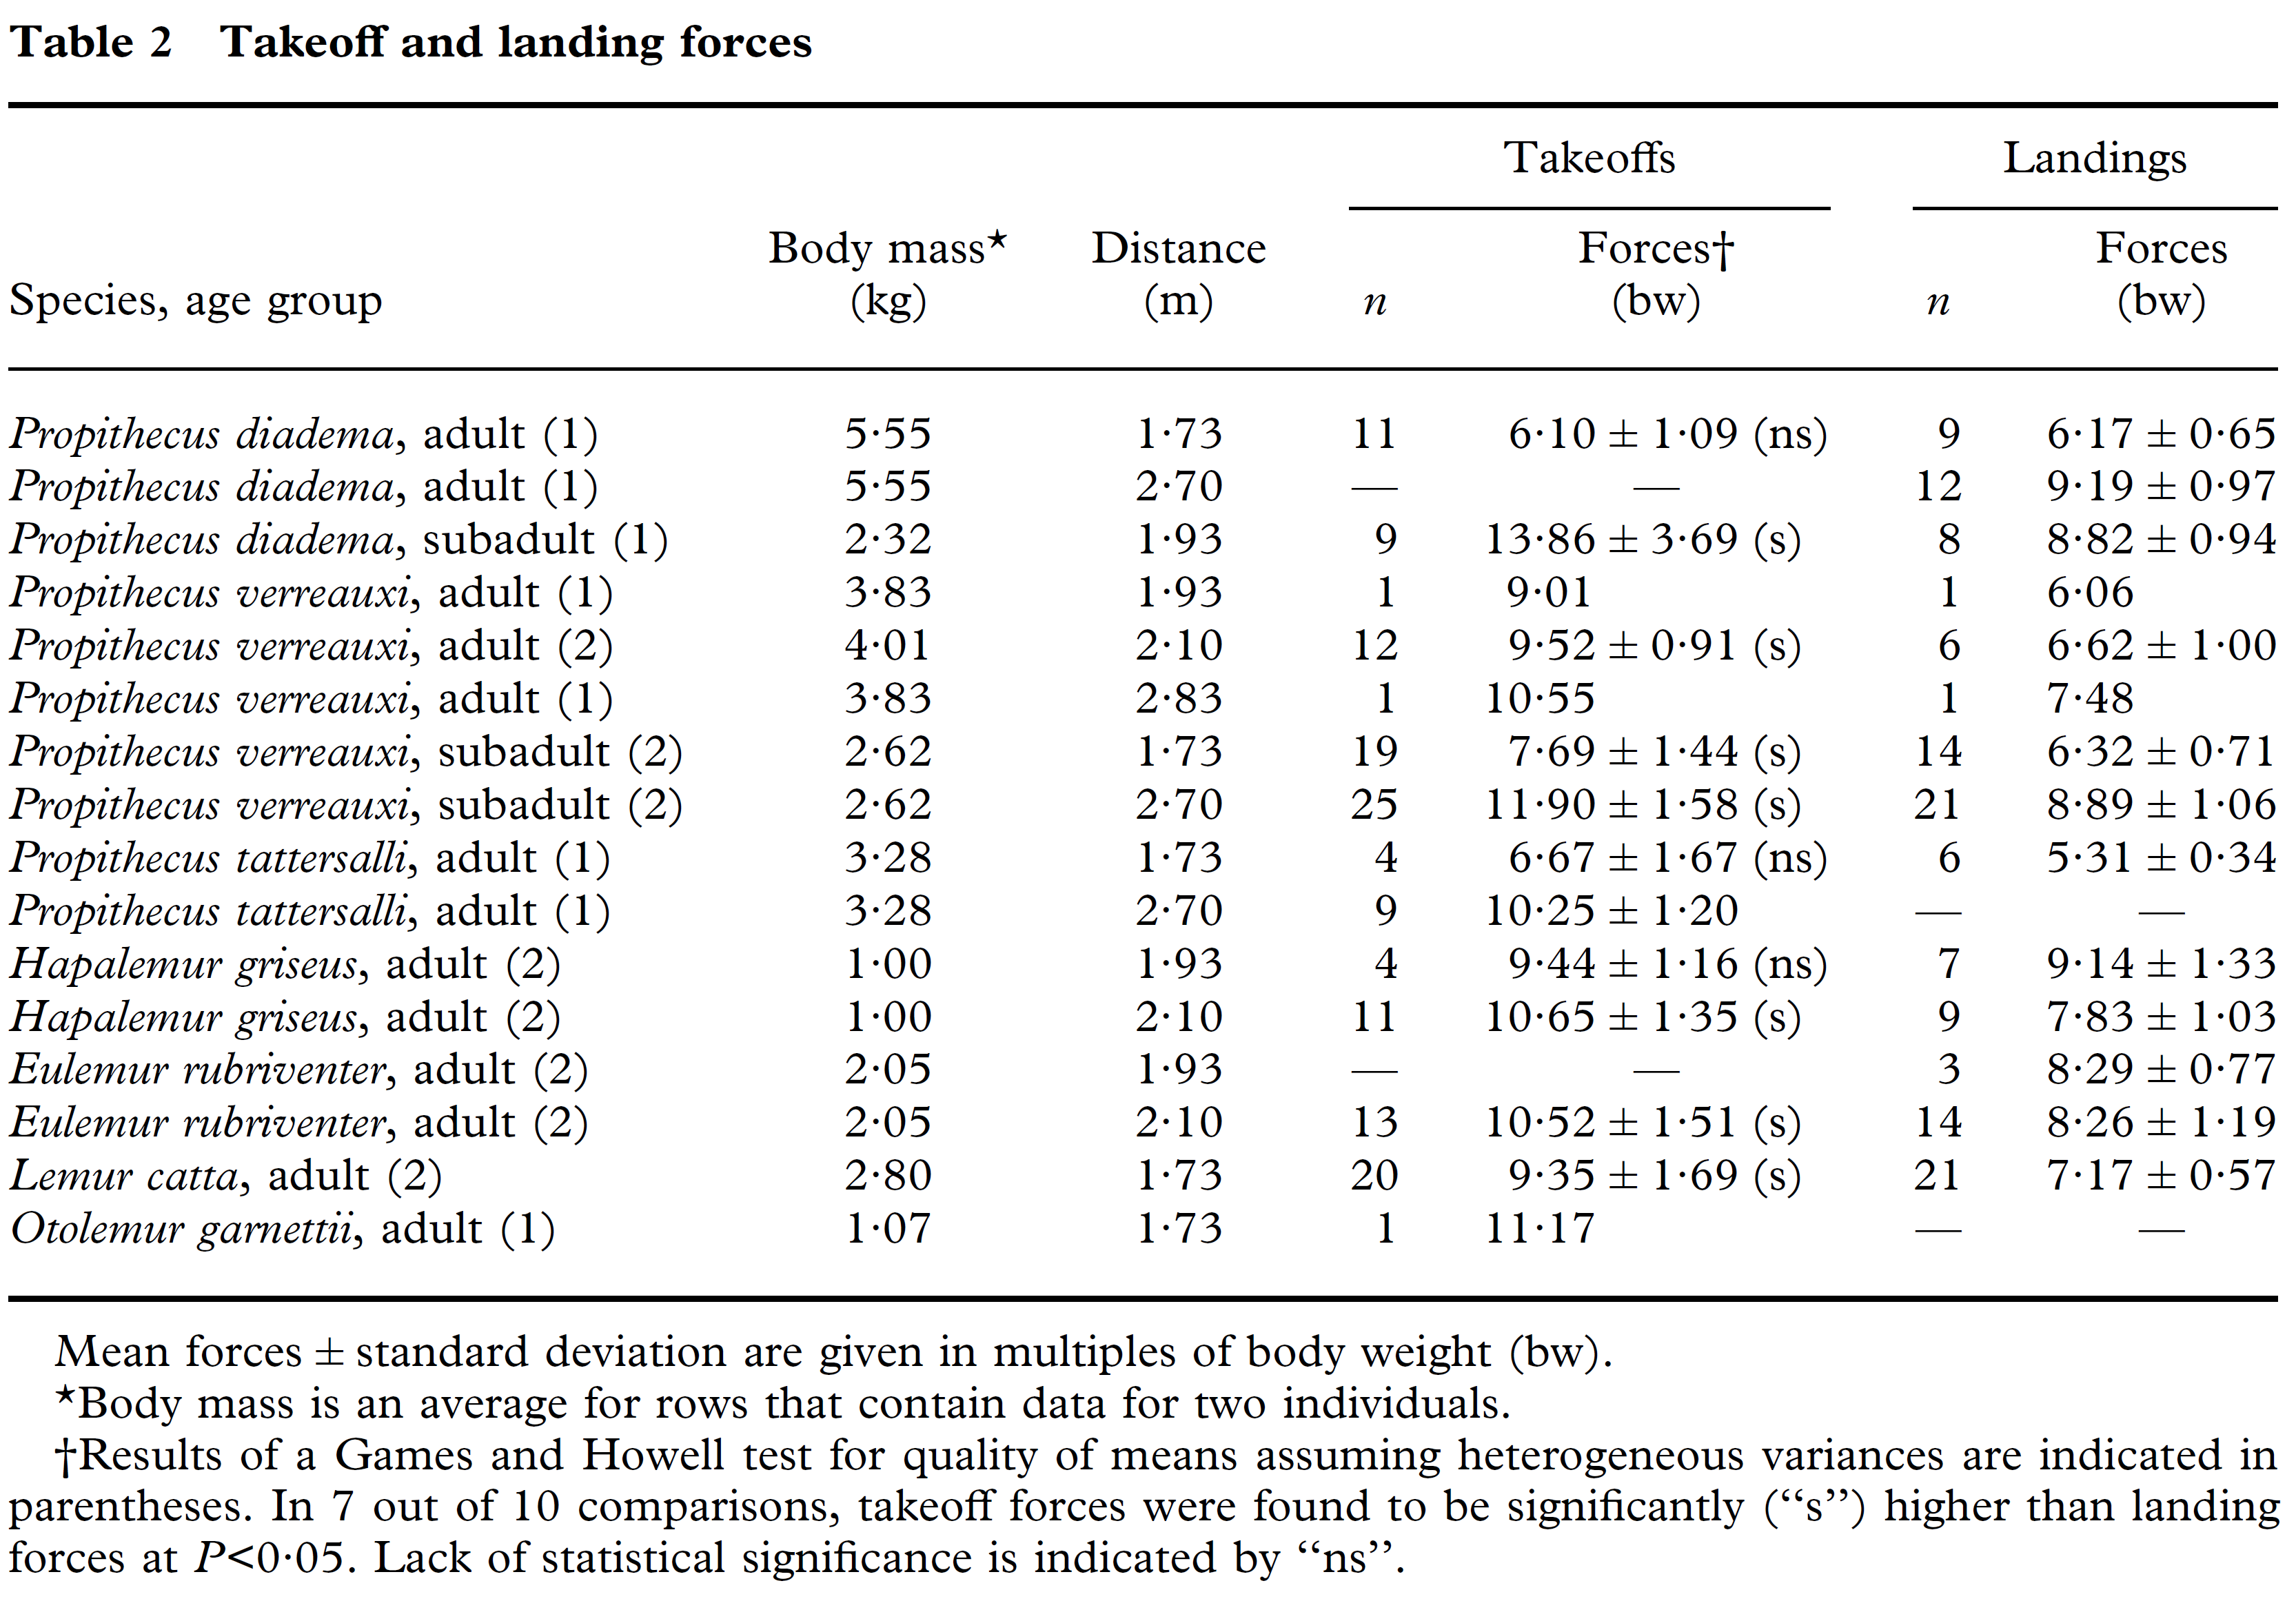 Table 2 Takeoff and landing forces
Takeoffs Landings
Body mass★ Distance Forces† Forces
Species, age group (kg) (m) n (bw) n (bw)
Propithecus diadema, adult (1) 5·55 1·73 11 6·10 ± 1·09 (ns) 9 6·17 ± 0·65
Propithecus diadema, adult (1) 5·55 2·70 — — 12 9·19 ± 0·97
Propithecus diadema, subadult (1) 2·32 1·93 9 13·86 ± 3·69 (s) 8 8·82 ± 0·94
Propithecus verreauxi, adult (1) 3·83 1·93 1 9·01 1 6·06
Propithecus verreauxi, adult (2) 4·01 2·10 12 9·52 ± 0·91 (s) 6 6·62 ± 1·00
Propithecus verreauxi, adult (1) 3·83 2·83 1 10·55 1 7·48
Propithecus verreauxi, subadult (2) 2·62 1·73 19 7·69 ± 1·44 (s) 14 6·32 ± 0·71
Propithecus verreauxi, subadult (2) 2·62 2·70 25 11·90 ± 1·58 (s) 21 8·89 ± 1·06
Propithecus tattersalli, adult (1) 3·28 1·73 4 6·67 ± 1·67 (ns) 6 5·31 ± 0·34
Propithecus tattersalli, adult (1) 3·28 2·70 9 10·25 ± 1·20 — —
Hapalemur griseus, adult (2) 1·00 1·93 4 9·44 ± 1·16 (ns) 7 9·14 ± 1·33
Hapalemur griseus, adult (2) 1·00 2·10 11 10·65 ± 1·35 (s) 9 7·83 ± 1·03
Eulemur rubriventer, adult (2) 2·05 1·93 — — 3 8·29 ± 0·77
Eulemur rubriventer, adult (2) 2·05 2·10 13 10·52 ± 1·51 (s) 14 8·26 ± 1·19
Lemur catta, adult (2) 2·80 1·73 20 9·35 ± 1·69 (s) 21 7·17 ± 0·57
Otolemur garnettii, adult (1) 1·07 1·73 1 11·17 — —
Mean forces ± standard deviation are given in multiples of body weight (bw).
★Body mass is an average for rows that contain data for two individuals.
†Results of a Games and Howell test for quality of means assuming heterogeneous variances are indicated in
parentheses. In 7 out of 10 comparisons, takeoff forces were found to be significantly (“s”) higher than landing
forces at P<0·05. Lack of statistical significance is indicated by “ns”.